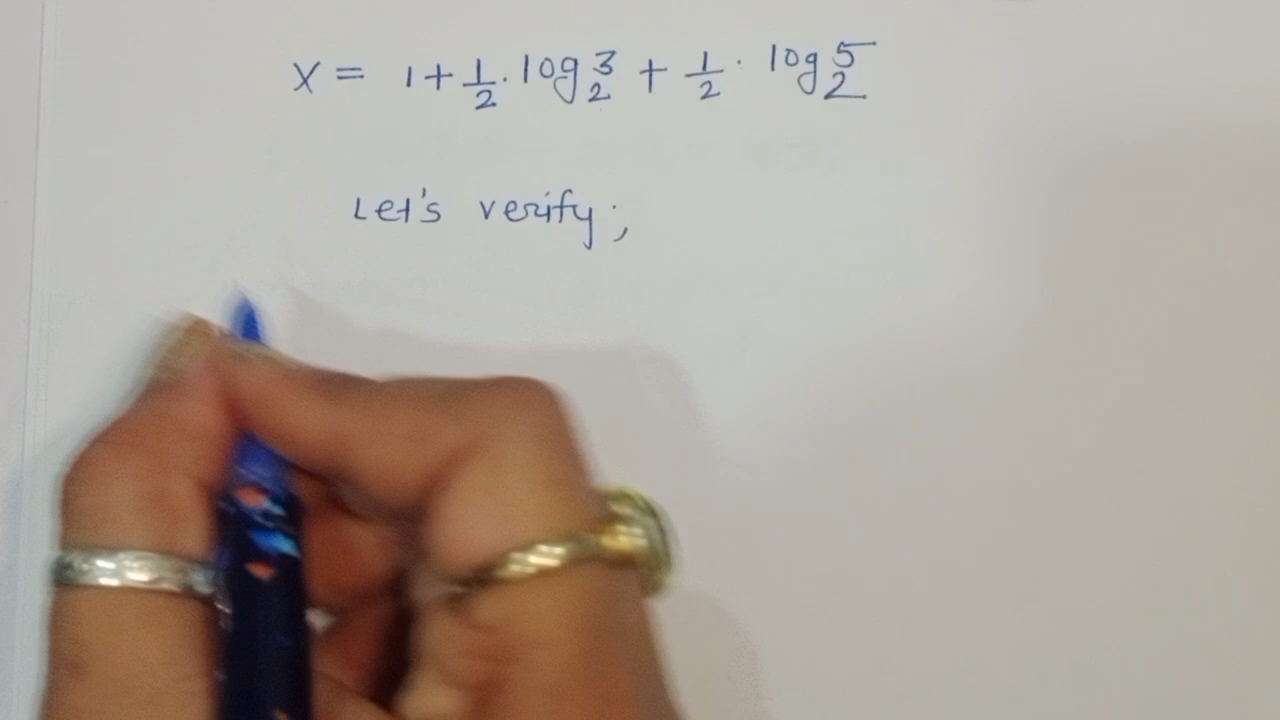 x = 1 + 1/2 . log₂3 + 1/2 . log₂5
Let's verify;